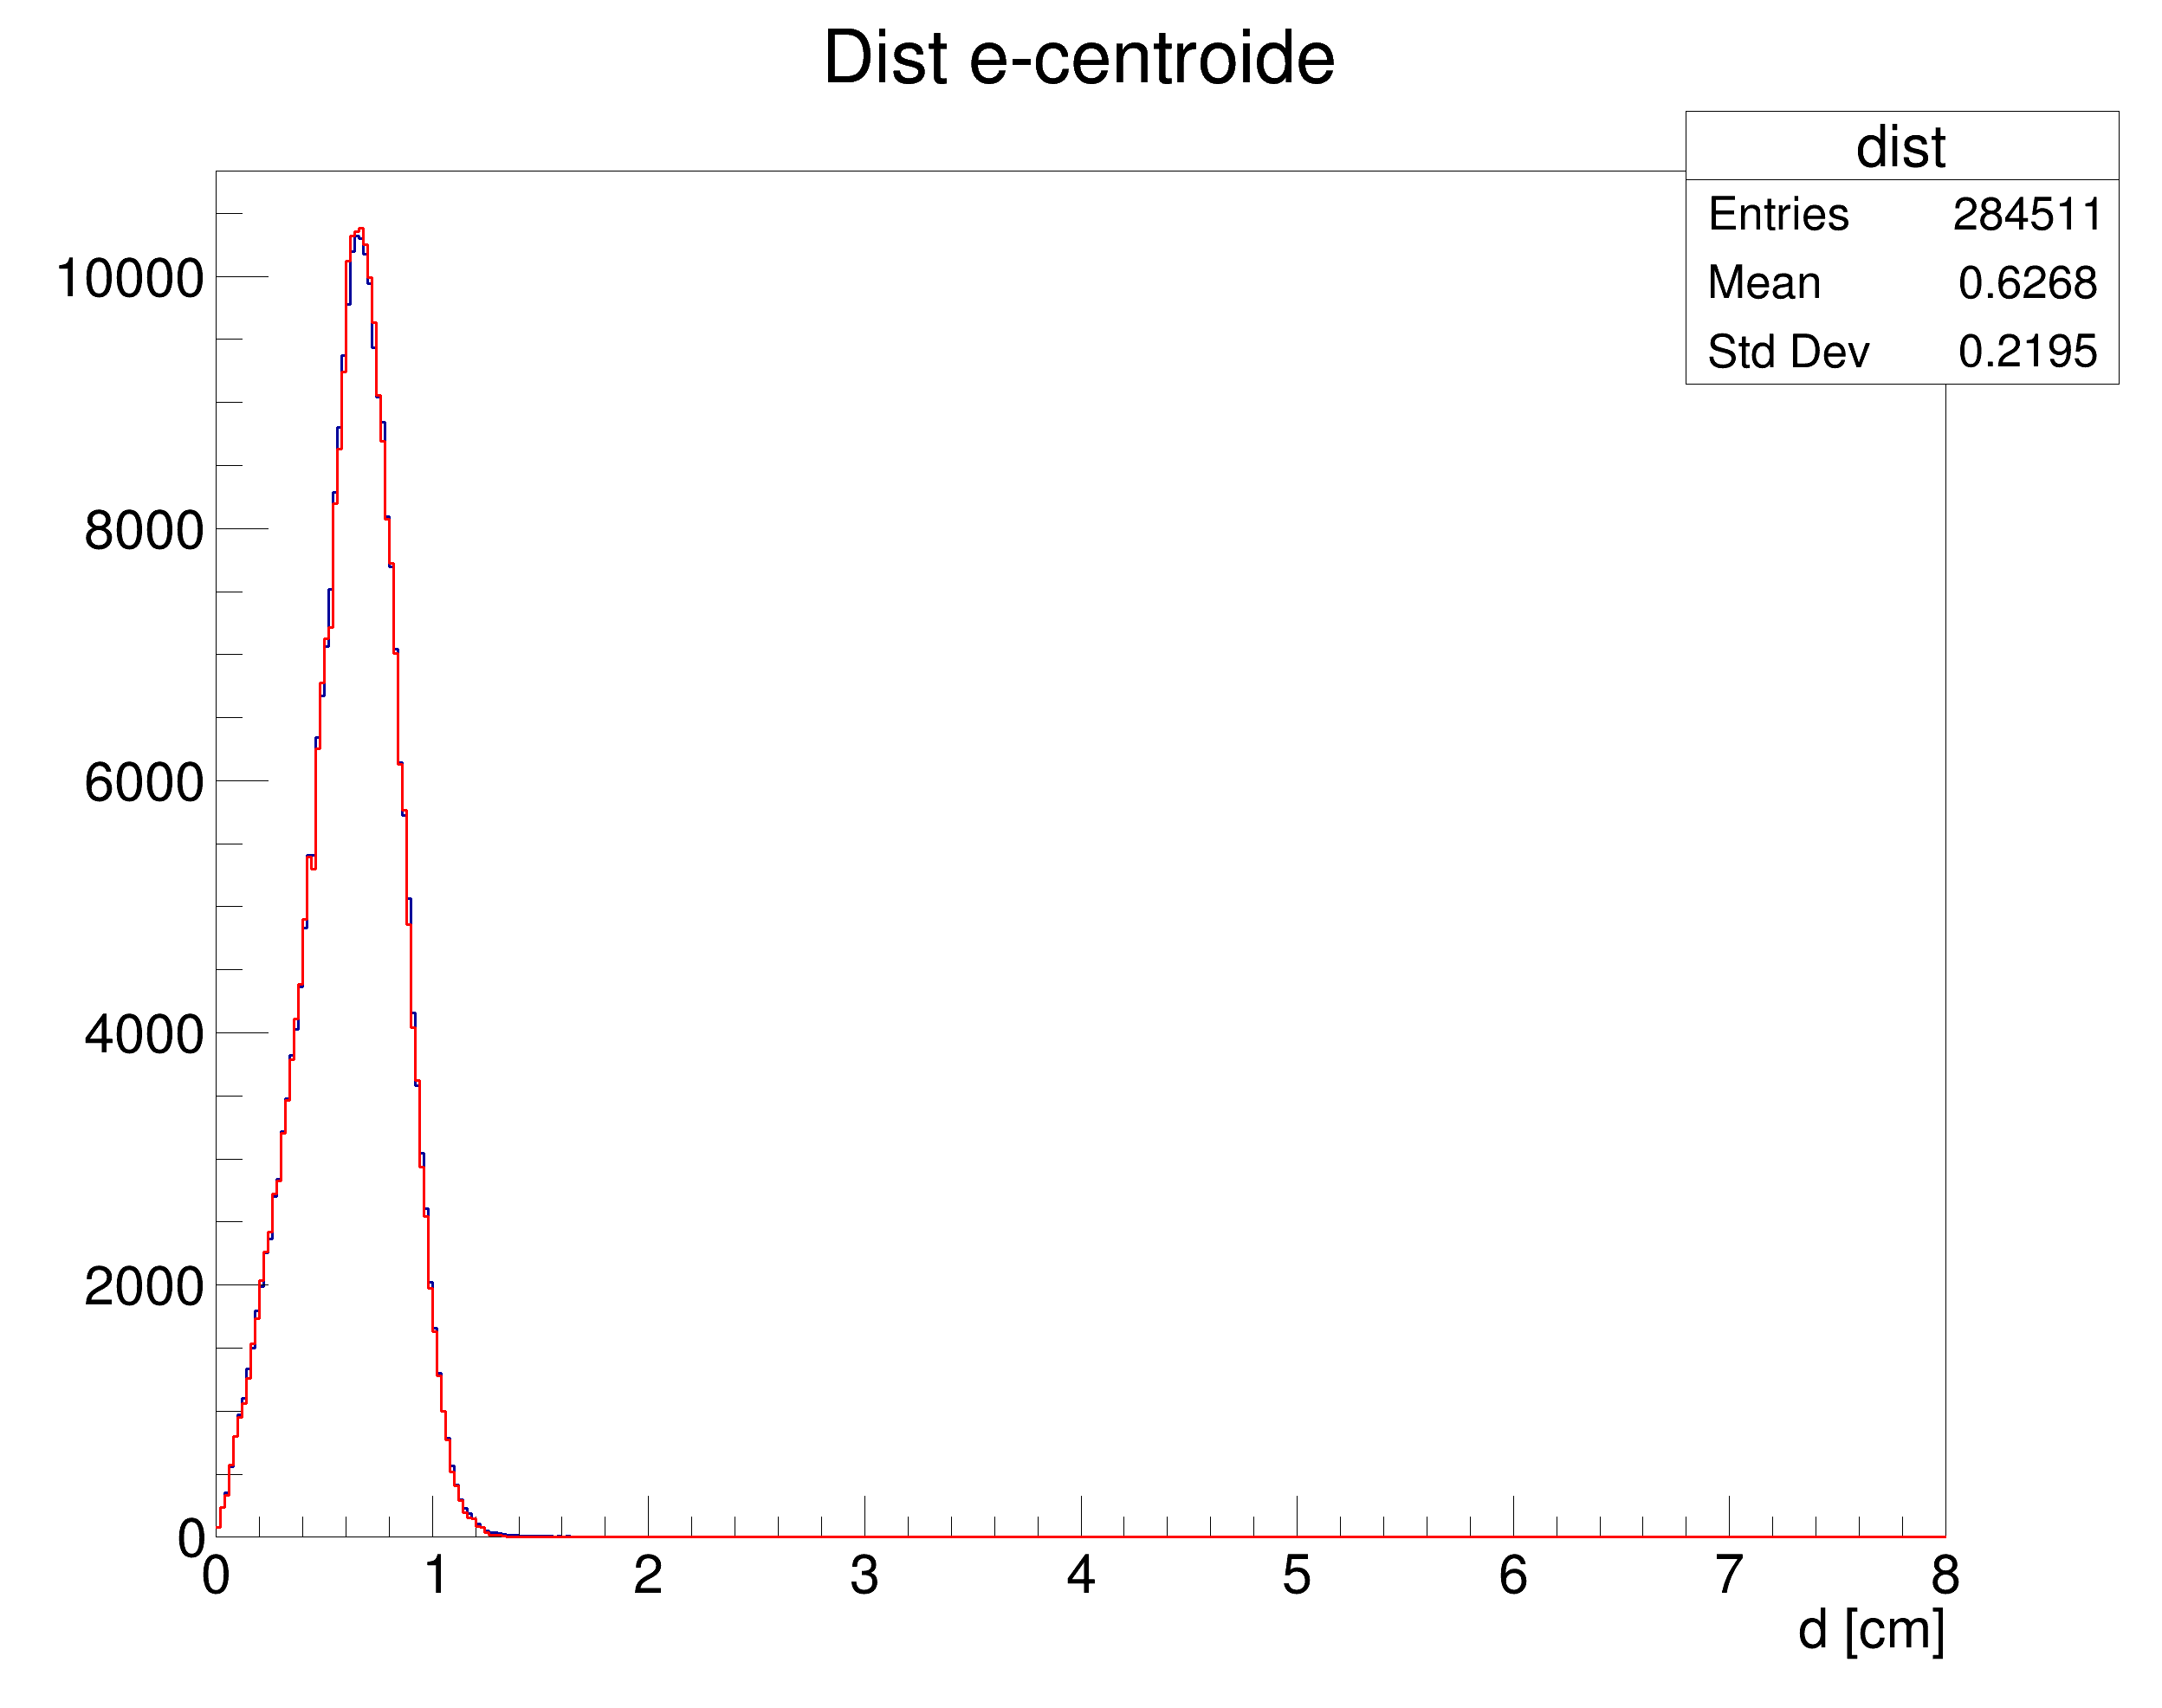 Dist e-centroide
dist
Entries 284511
Mean 0.6268
Std Dev 0.2195
10000
8000
6000
4000
2000
0
0 1 2 3 4 5 6 7 8
d [cm]